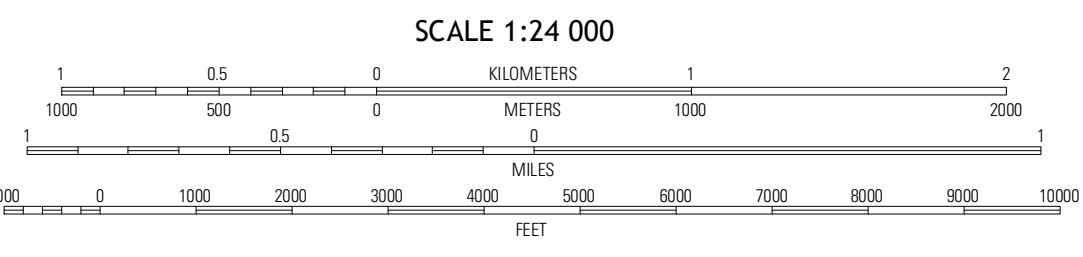 SCALE 1:24 000
1 0.5 0 KILOMETERS 1 2
1000 500 0 METERS 1000 2000
1 0.5 0 1
MILES
0 1000 2000 3000 4000 5000 6000 7000 8000 9000 10000
FEET